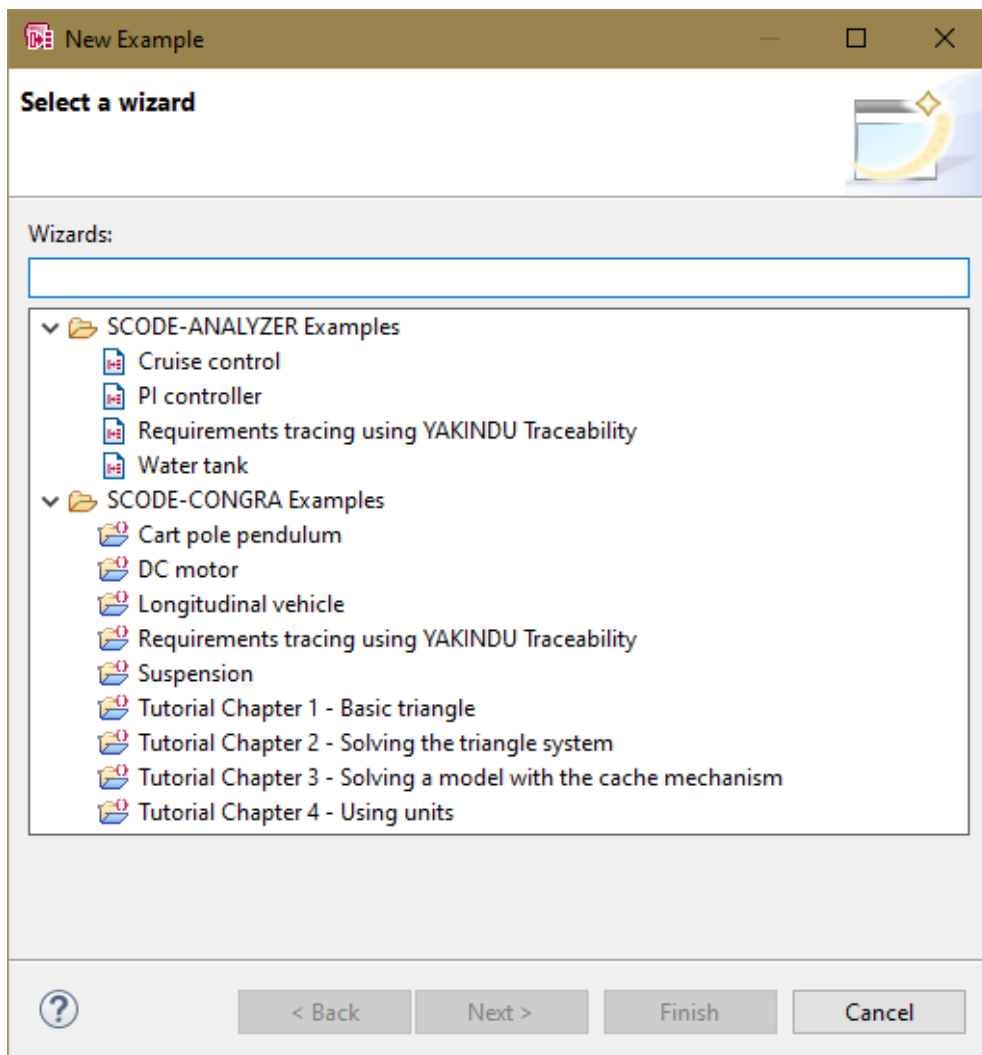 New Example
Select a wizard
Wizards:
SCODE-ANALYZER Examples
Cruise control
PI controller
Requirements tracing using YAKINDU Traceability
Water tank
SCODE-CONGRA Examples
Cart pole pendulum
DC motor
Longitudinal vehicle
Requirements tracing using YAKINDU Traceability
Suspension
Tutorial Chapter 1 - Basic triangle
Tutorial Chapter 2 - Solving the triangle system
Tutorial Chapter 3 - Solving a model with the cache mechanism
Tutorial Chapter 4 - Using units
? < Back Next > Finish Cancel